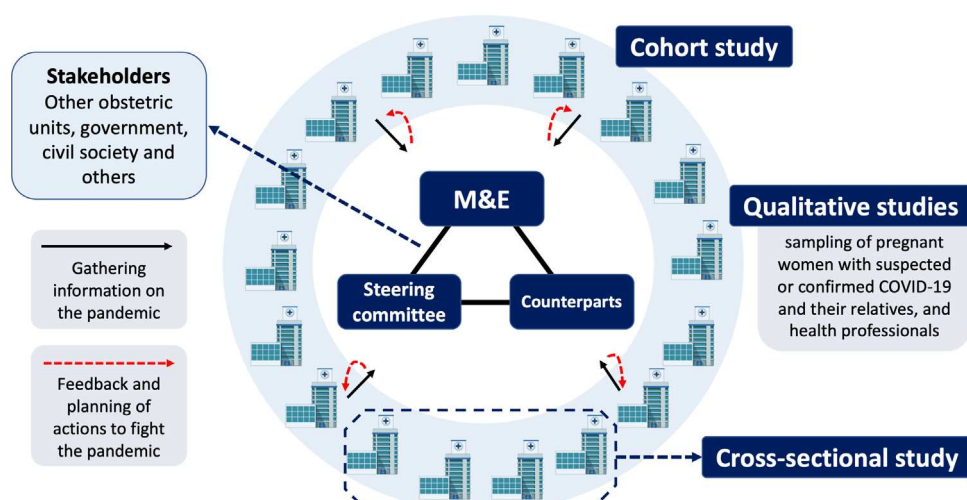 Stakeholders
Other obstetric
units, government,
civil society and
others
Cohort study
M&E
Steering
committee
Counterparts
Qualitative studies
sampling of pregnant
women with suspected
or confirmed COVID-19
and their relatives, and
health professionals
Gathering
information on
the pandemic
Feedback and
planning of
actions to fight
the pandemic
Cross-sectional study